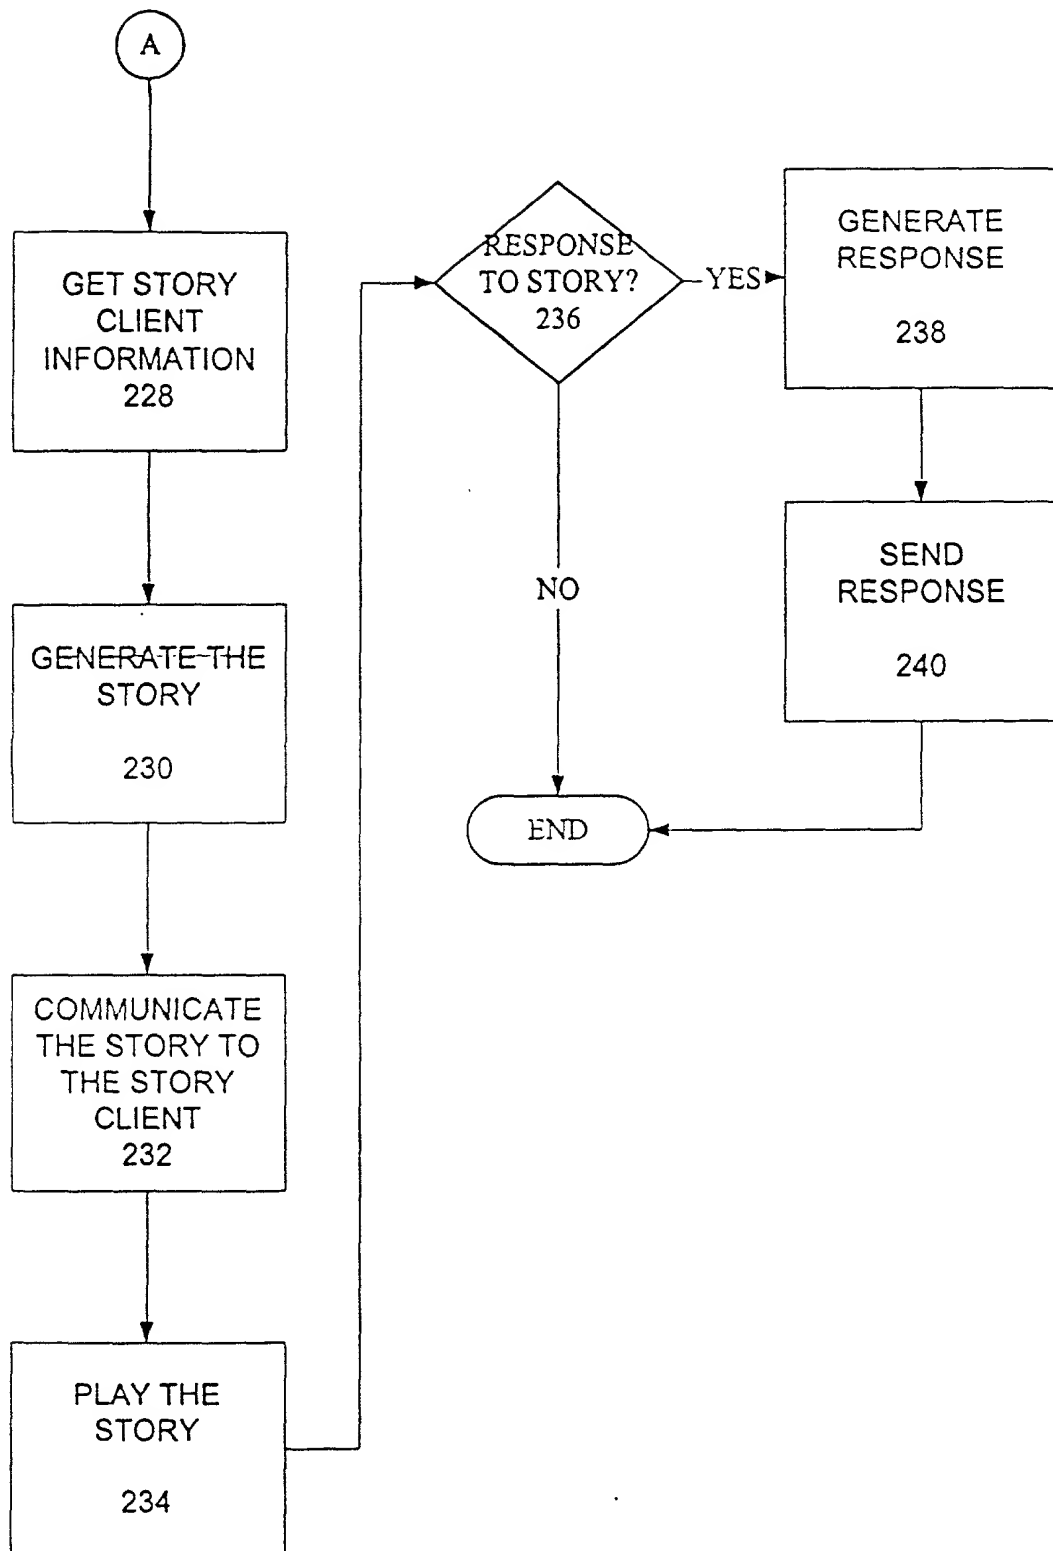 A
GET STORY
CLIENT
INFORMATION
228
GENERATE THE
STORY
230
COMMUNICATE
THE STORY TO
THE STORY
CLIENT
232
PLAY THE
STORY
234
RESPONSE
TO STORY?
236
YES
NO
GENERATE
RESPONSE
238
SEND
RESPONSE
240
END